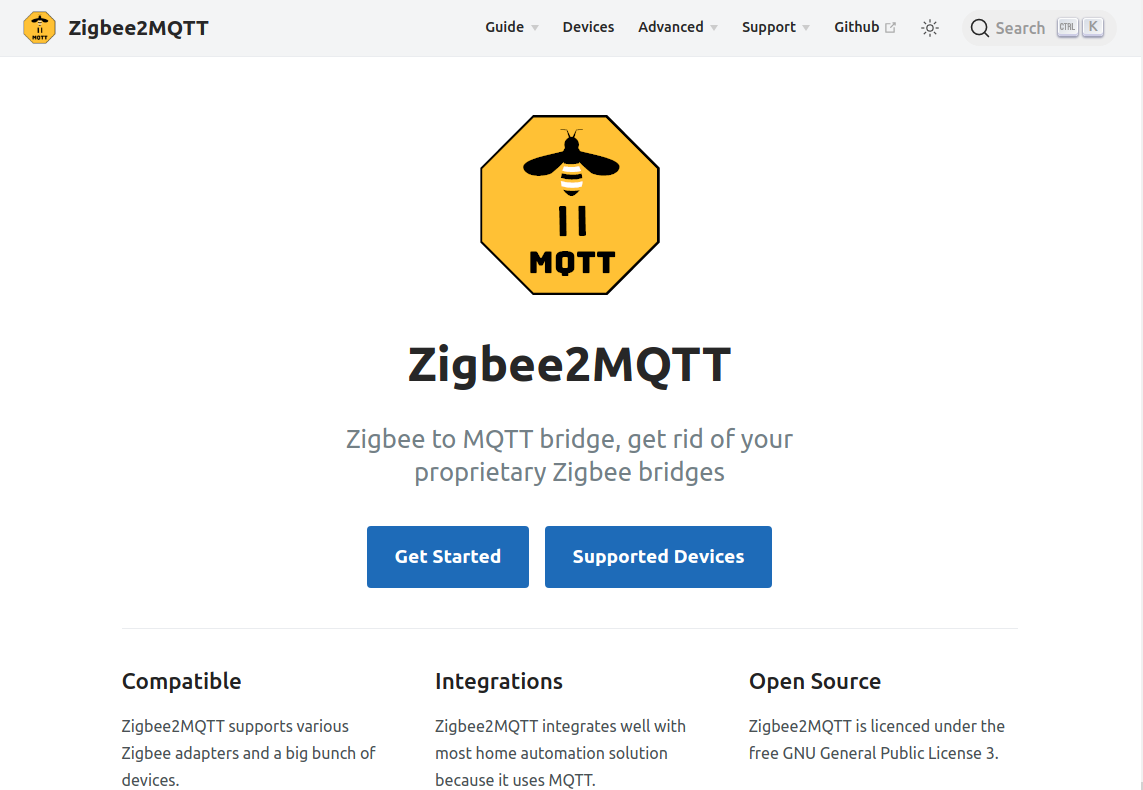 MQTT
Zigbee2MQTT
Guide
Devices
Advanced
Support
Github
Search
CTRL
K
MQTT
Zigbee2MQTT
Zigbee to MQTT bridge, get rid of your
proprietary Zigbee bridges
Get Started
Supported Devices
Compatible
Zigbee2MQTT supports various
Zigbee adapters and a big bunch of
devices.
Integrations
Zigbee2MQTT integrates well with
most home automation solution
because it uses MQTT.
Open Source
Zigbee2MQTT is licenced under the
free GNU General Public License 3.